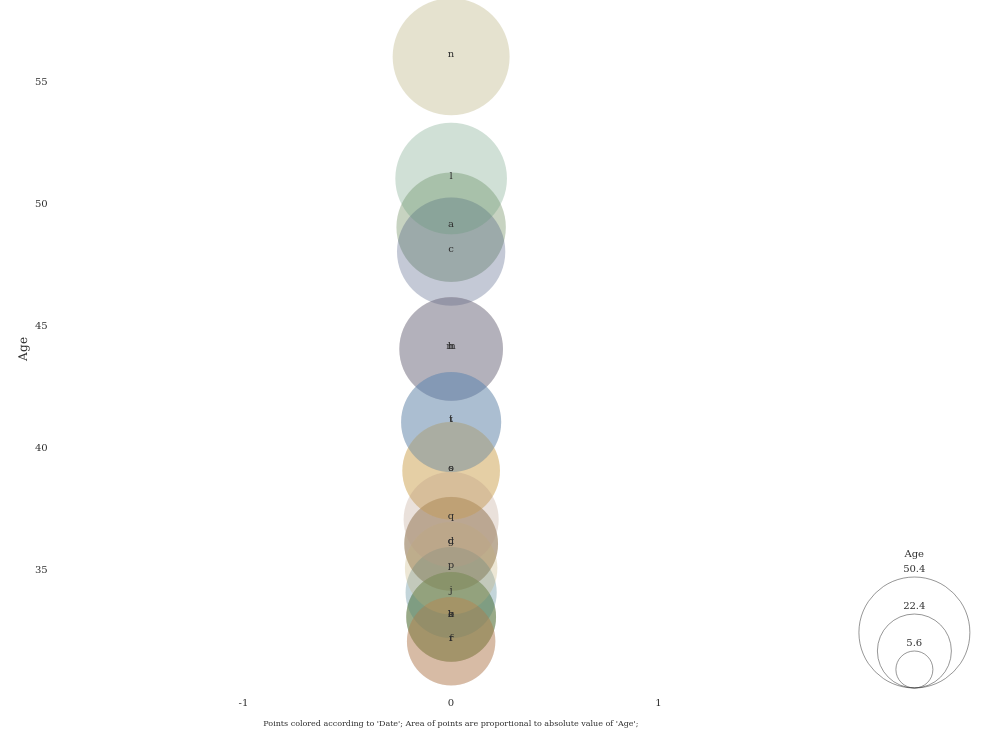 n
55
l
50
a
c
45
Age
40
q
p
35
j
f
Age
50.4
22.4
5.6
-1 0 1
Points colored according to 'Date'; Area of points are proportional to absolute value of 'Age';